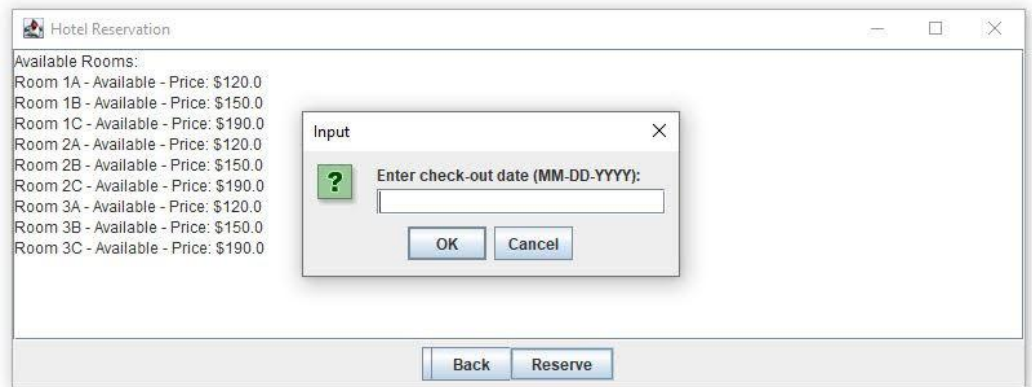 Hotel Reservation
Available Rooms:
Room 1A - Available - Price: $120.0
Room 1B - Available - Price: $150.0
Room 1C - Available - Price: $190.0
Room 2A - Available - Price: $120.0
Room 2B - Available - Price: $150.0
Room 2C - Available - Price: $190.0
Room 3A - Available - Price: $120.0
Room 3B - Available - Price: $150.0
Room 3C - Available - Price: $190.0
Input
?
Enter check-out date (MM-DD-YYYY):
OK Cancel
Back Reserve